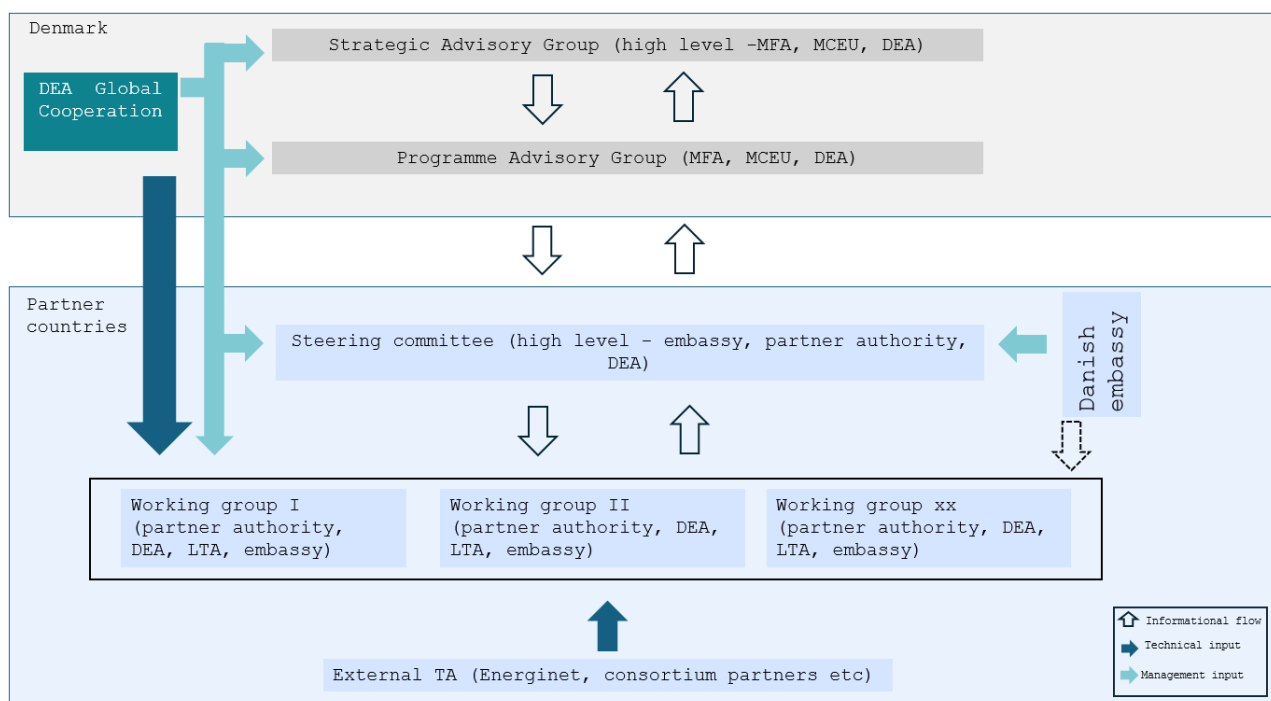 Denmark
Strategic Advisory Group (high level -MFA, MCEU, DEA)
DEA Global
Cooperation
Programme Advisory Group (MFA, MCEU, DEA)
Partner
countries
Steering committee (high level - embassy, partner authority,
DEA)
Danish
embassy
Working group I
(partner authority,
DEA, LTA, embassy)
Working group II
(partner authority, DEA,
LTA, embassy)
Working group xx
(partner authority, DEA,
LTA, embassy)
External TA (Energinet, consortium partners etc)
Informational flow
Technical input
Management input